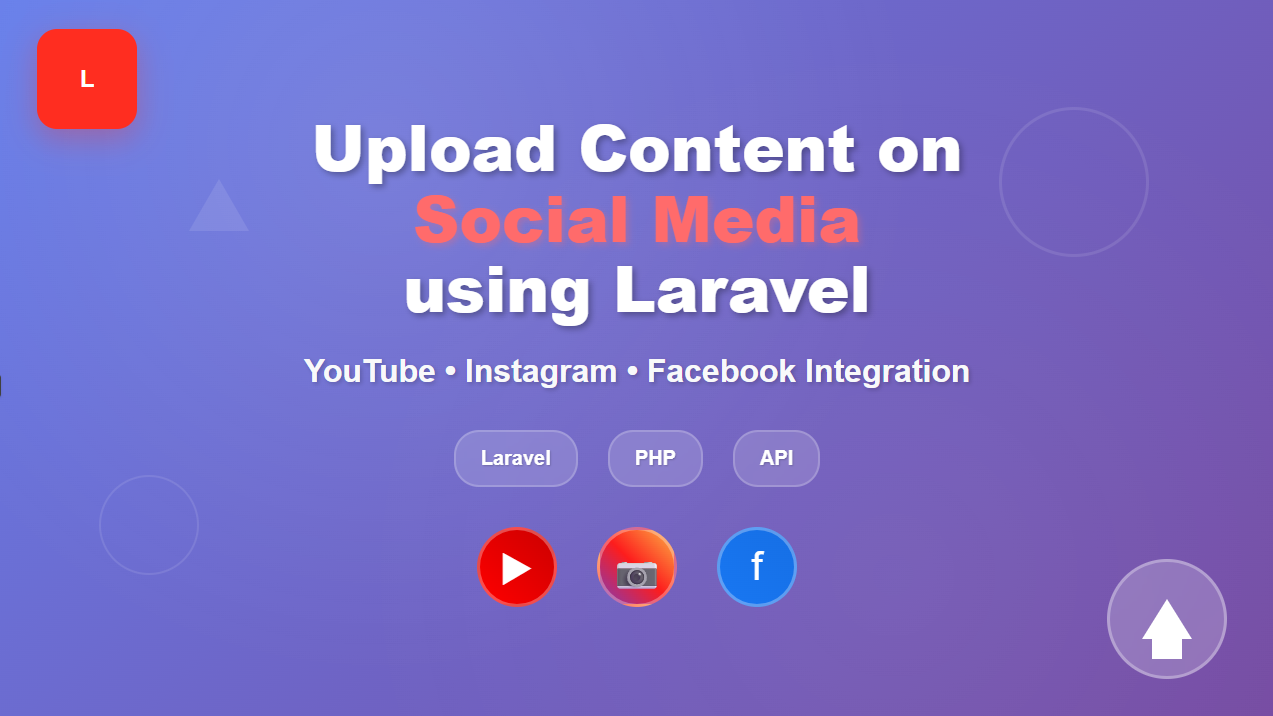 L
Upload Content on
Social Media
using Laravel
YouTube • Instagram • Facebook Integration
Laravel
PHP
API
f